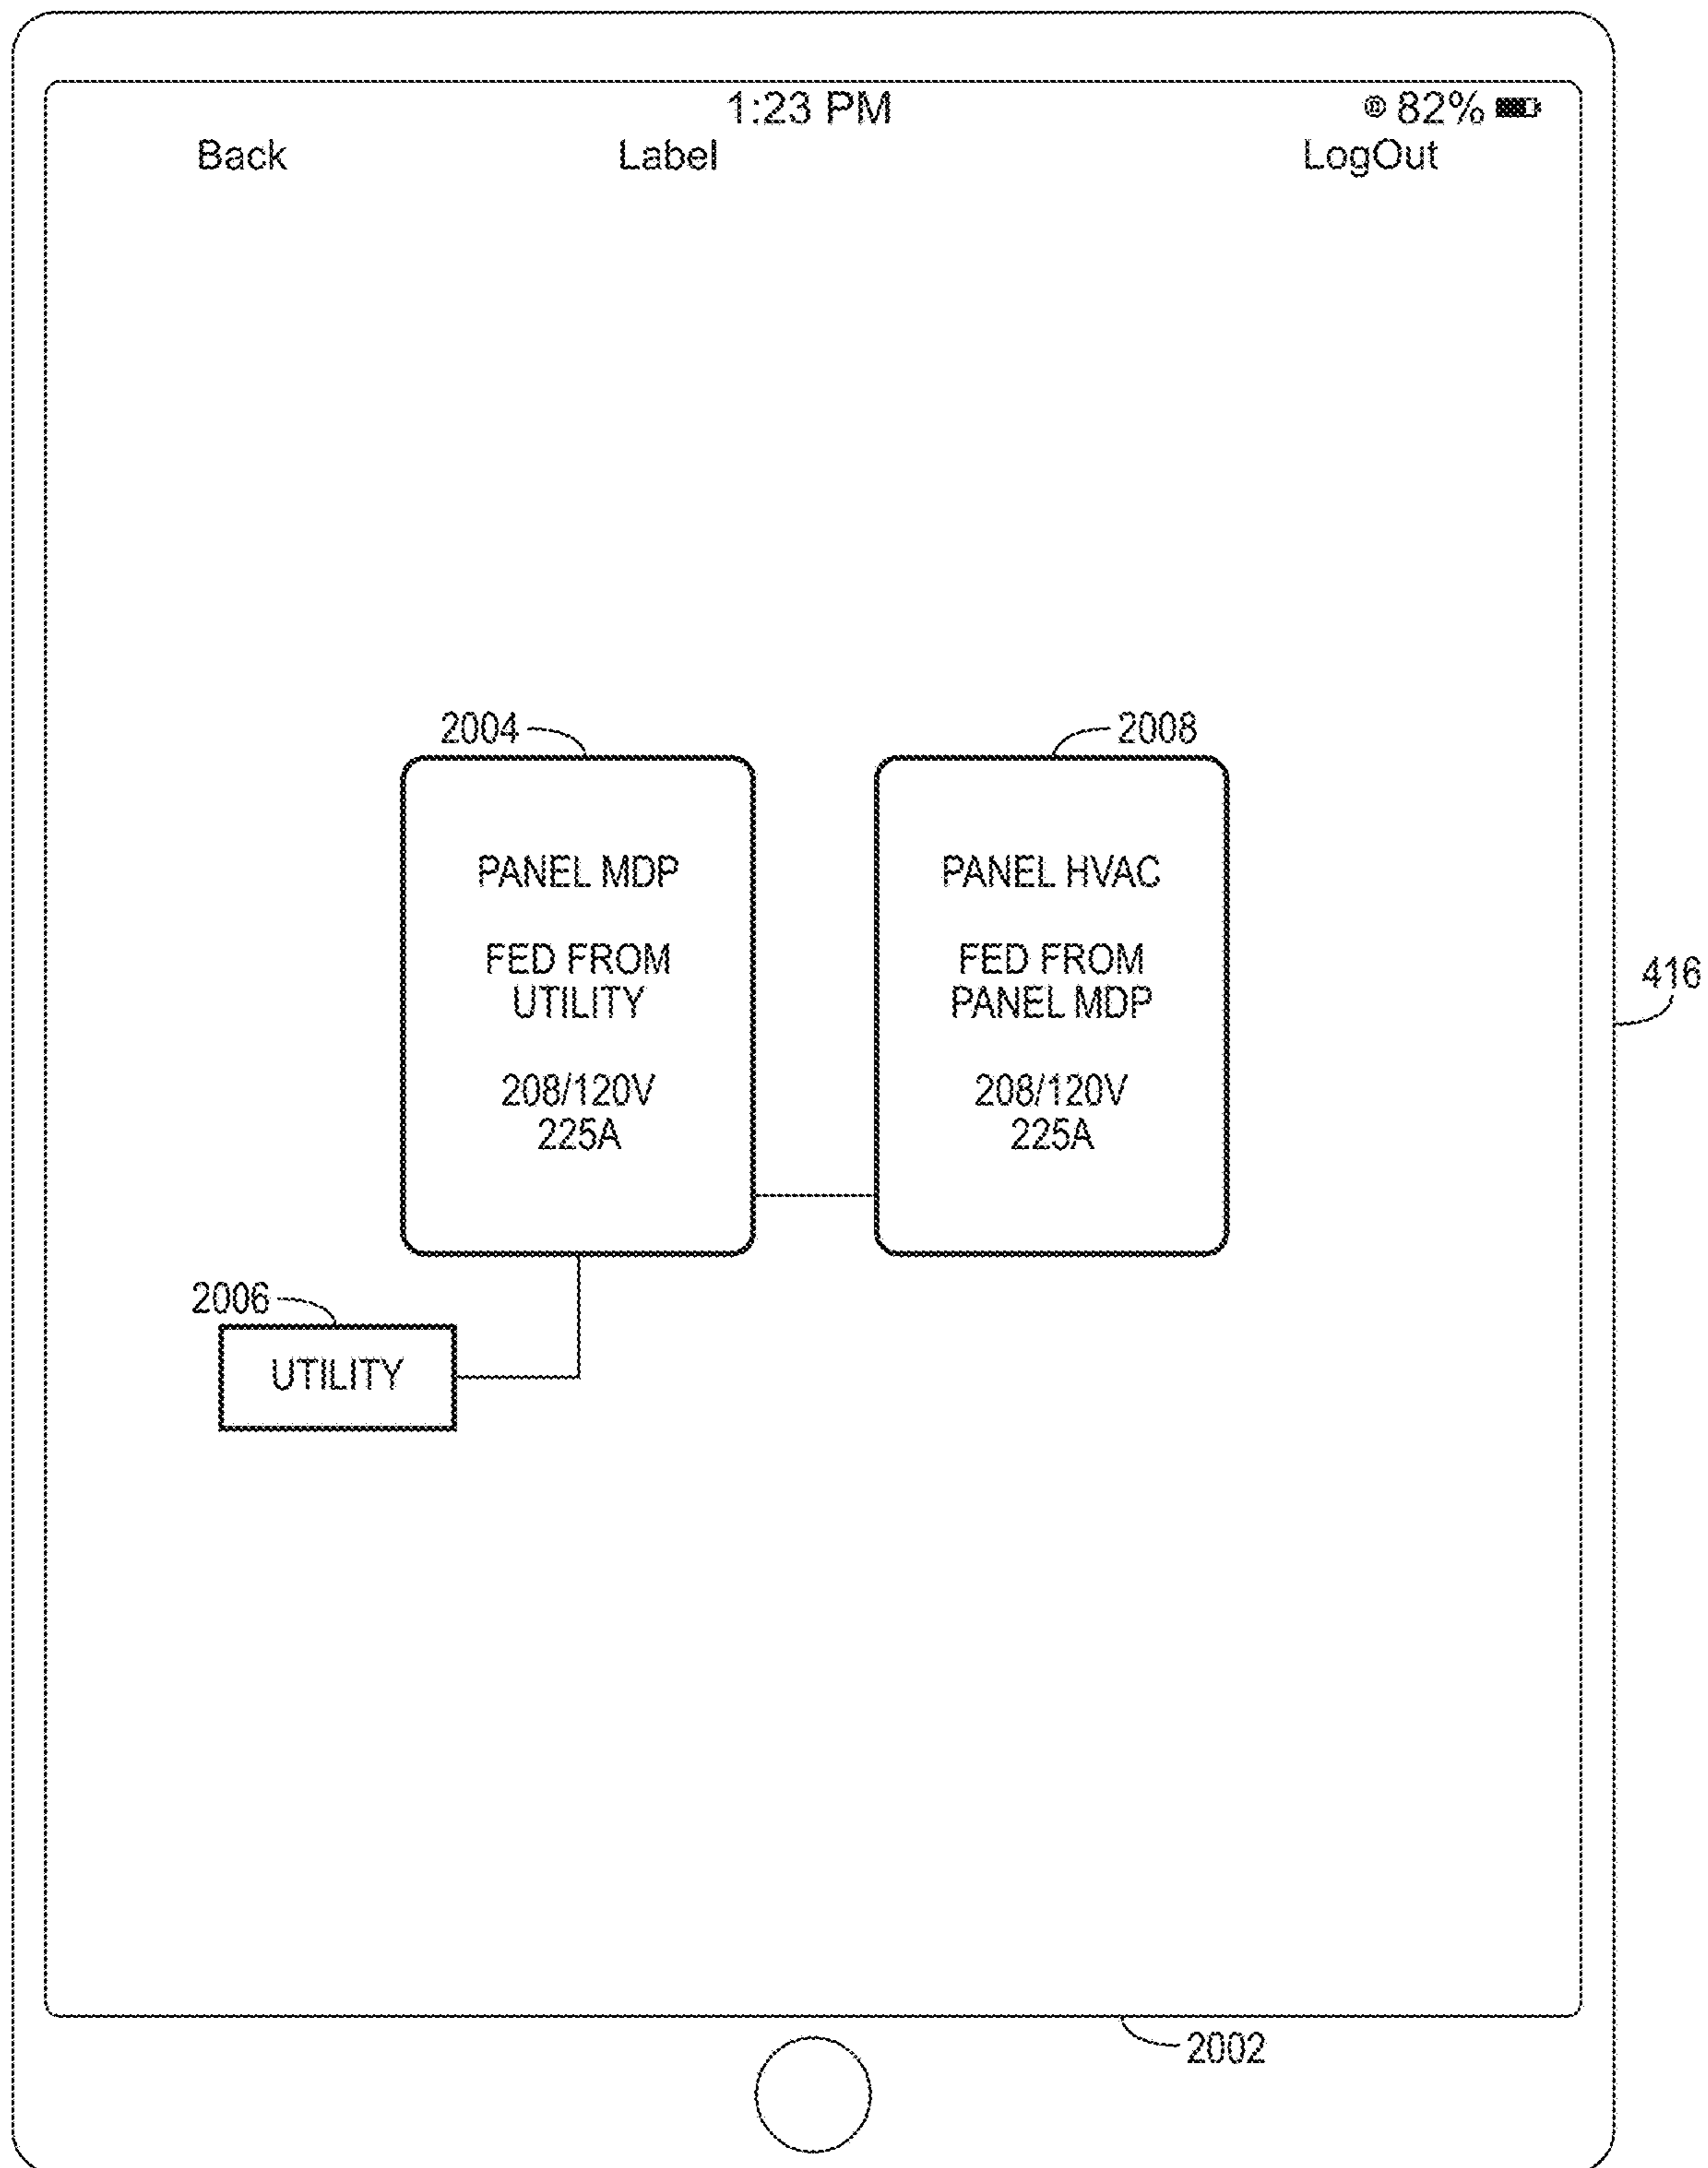 1:23 PM
82%
Back
Label
LogOut
2004
2008
PANEL MDP
FED FROM
UTILITY
208/120V
225A
PANEL HVAC
FED FROM
PANEL MDP
208/120V
225A
416
2006
UTILITY
2002